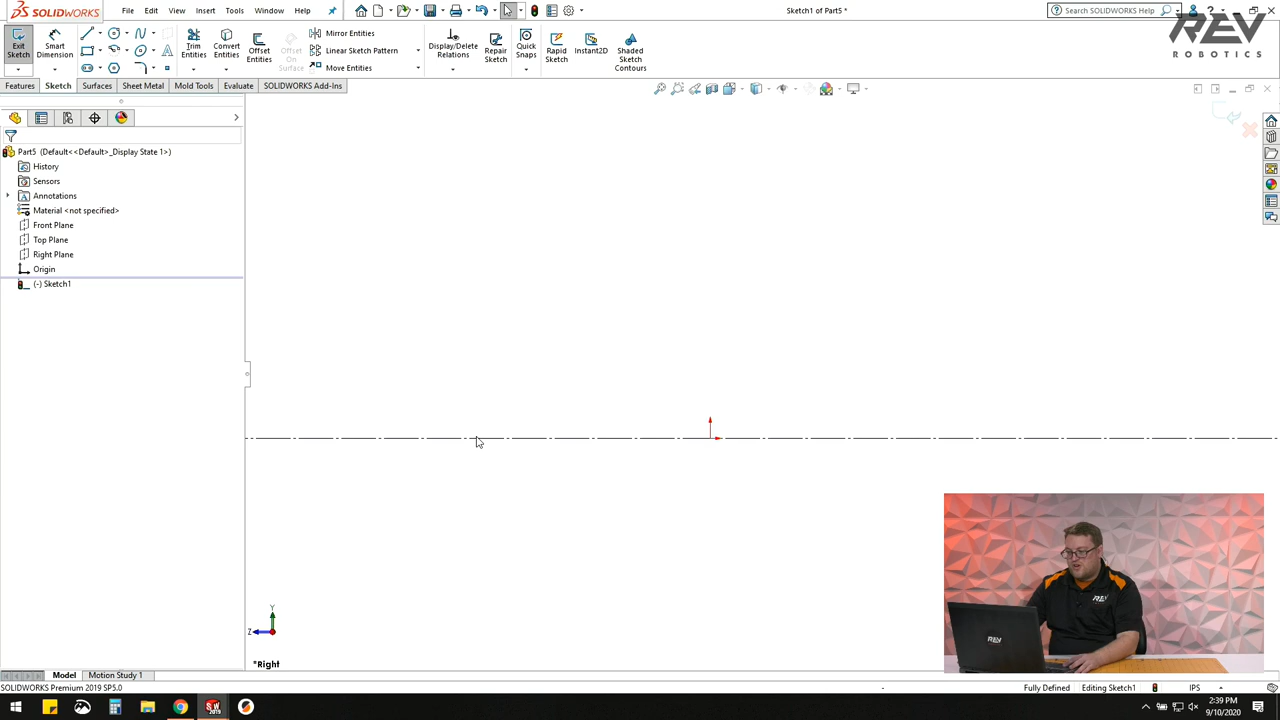 SOLIDWORKS File Edit View Insert Tools Window Help Sketch1 of Part5 * Search SOLIDWORKS Help
REV
ROBOTICS
Exit Sketch
Smart Dimension
Trim Entities
Convert Entities
Offset Entities
Offset On Surface
Mirror Entities
Linear Sketch Pattern
Move Entities
Display/Delete Relations
Repair Sketch
Quick Snaps
Rapid Sketch
Instant2D
Shaded Sketch Contours
Features Sketch Surfaces Sheet Metal Mold Tools Evaluate SOLIDWORKS Add-Ins
Part5 (Default<<Default>_Display State 1>)
History
Sensors
Annotations
Material <not specified>
Front Plane
Top Plane
Right Plane
Origin
(-) Sketch1
Y
Z
*Right
REV
REV
Model Motion Study 1
SOLIDWORKS Premium 2019 SP5.0 - Fully Defined Editing Sketch1 IPS
SW 2019
2:39 PM
9/10/2020